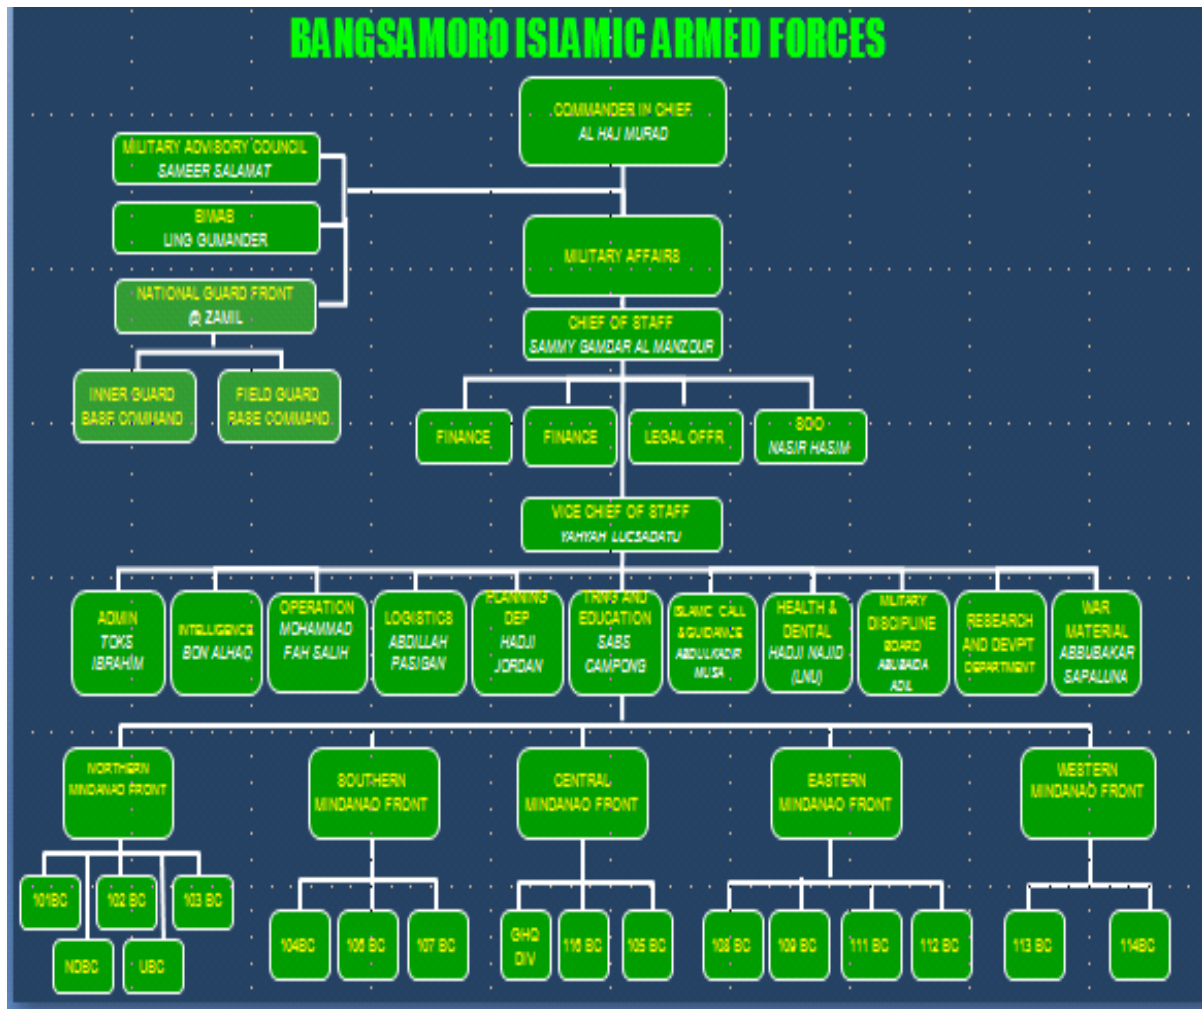 BANGSAMORO ISLAMIC ARMED FORCES
COMMANDER IN CHIEF
AL HAJ MURAD
MILITARY ADVISORY COUNCIL
SAMEER SALAMAT
BIWAB
LING GUMANDER
NATIONAL GUARD FRONT
@ ZAMIL
INNER GUARD
BASE COMMAND
FIELD GUARD
BASE COMMAND
MILITARY AFFAIRS
CHIEF OF STAFF
SAMMY GAMBAR AL MANZOUR
FINANCE
FINANCE
LEGAL OFFR
SOO
NASIR HASIM
VICE CHIEF OF STAFF
YAHYAH LUCSADATU
ADMIN
TOKS
IBRAHIM
INTELLIGENCE
BON ALHAQ
OPERATION
MOHAMMAD
FAH SALIH
LOGISTICS
ABDILLAH
PASIGAN
PLANNING
DEP
HADJI
JORDAN
TRNG AND
EDUCATION
SABS
CAMPONG
ISLAMIC CALL
& GUIDANCE
ABDULKADIR
MUSA
HEALTH &
DENTAL
HADJI NAJID
(LNU)
MILITARY
DISCIPLINE
BOARD
ABUBAIDA
ADIL
RESEARCH
AND DEVPT
DEPARTMENT
WAR
MATERIAL
ABBUBAKAR
SAPALUNA
NORTHERN
MINDANAO FRONT
SOUTHERN
MINDANAO FRONT
CENTRAL
MINDANAO FRONT
EASTERN
MINDANAO FRONT
WESTERN
MINDANAO FRONT
101BC
102 BC
103 BC
NDBC
UBC
104BC
106 BC
107 BC
GHQ
DIV
116 BC
105 BC
108 BC
109 BC
111 BC
112 BC
113 BC
114BC